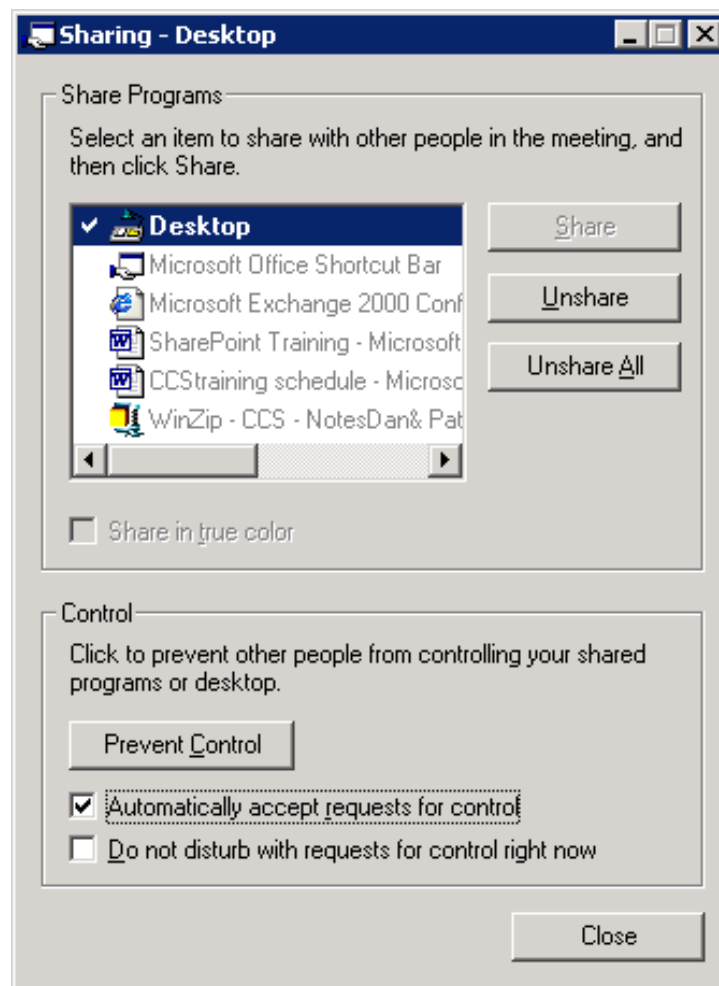 Sharing - Desktop
Share Programs
Select an item to share with other people in the meeting, and
then click Share.
Desktop
Share
Microsoft Office Shortcut Bar
Microsoft Exchange 2000 Conf
Unshare
SharePoint Training - Microsoft
CCStraining schedule - Microsc
Unshare All
WinZip - CCS - NotesDan& Pat
Share in true color
Control
Click to prevent other people from controlling your shared
programs or desktop.
Prevent Control
Automatically accept requests for control
Do not disturb with requests for control right now
Close